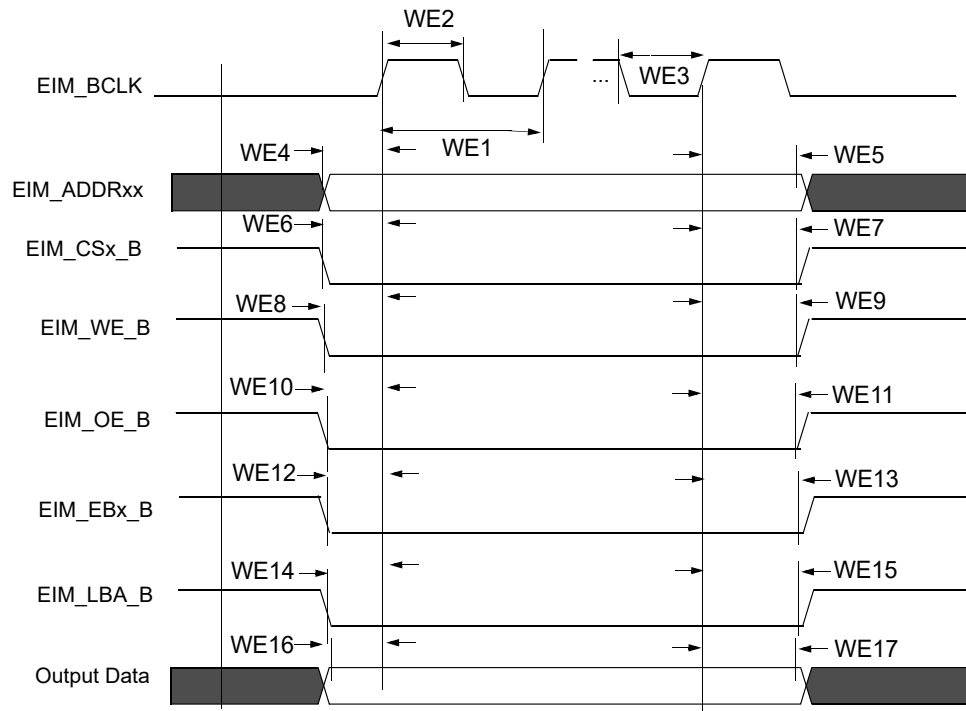 WE2
EIM_BCLK
...
WE3
WE1
WE4
WE5
EIM_ADDRxx
WE6
WE7
EIM_CSx_B
WE8
WE9
EIM_WE_B
WE10
WE11
EIM_OE_B
WE12
WE13
EIM_EBx_B
WE14
WE15
EIM_LBA_B
WE16
WE17
Output Data